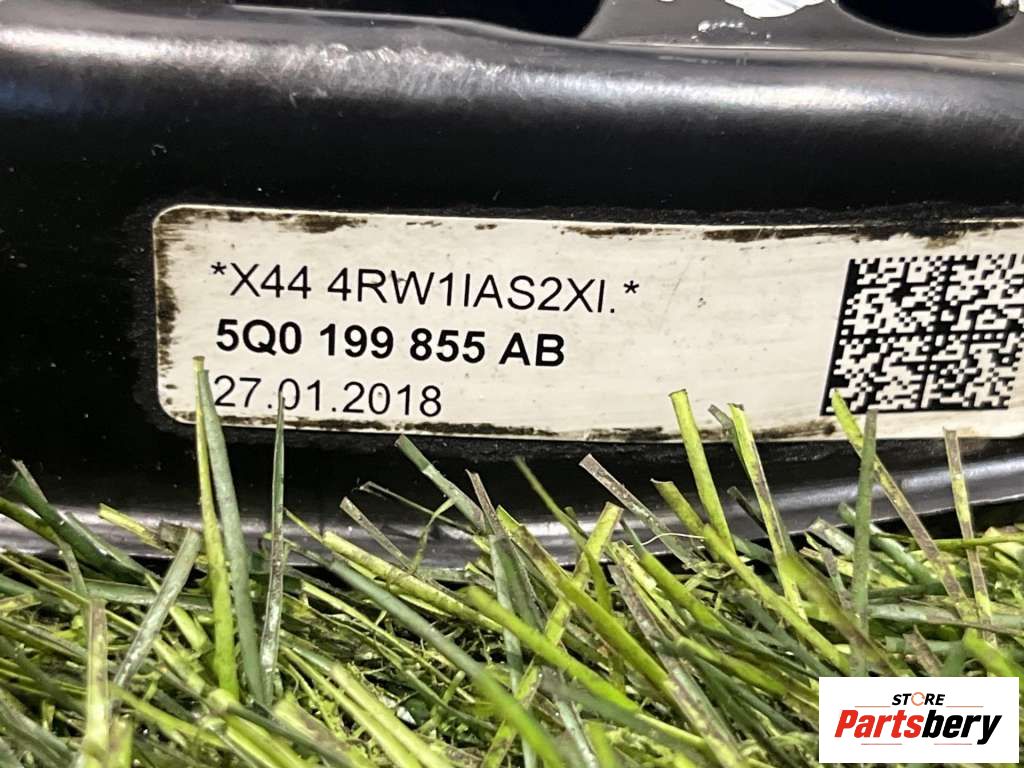 *X44 4RW1IAS2XI.*
5Q0 199 855 AB
27.01.2018
STORE
Partsbery